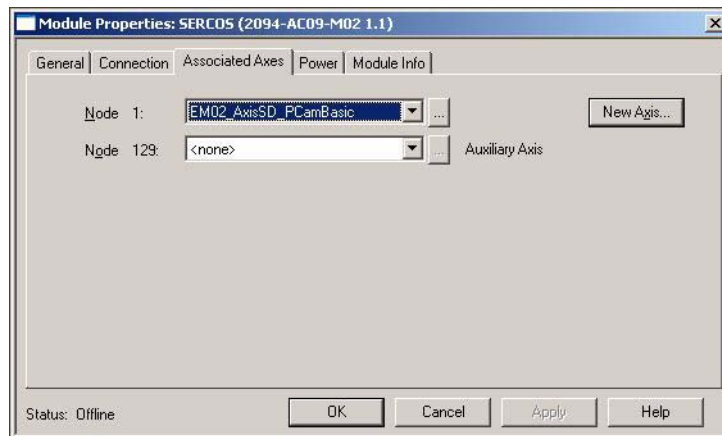 Module Properties: SERCOS (2094-AC09-M02 1.1)
General Connection Associated Axes Power Module Info
Node 1: EM02_AxisSD_PCamBasic ... New Axis...
Node 129: <none> ... Auxiliary Axis
Status: Offline OK Cancel Apply Help